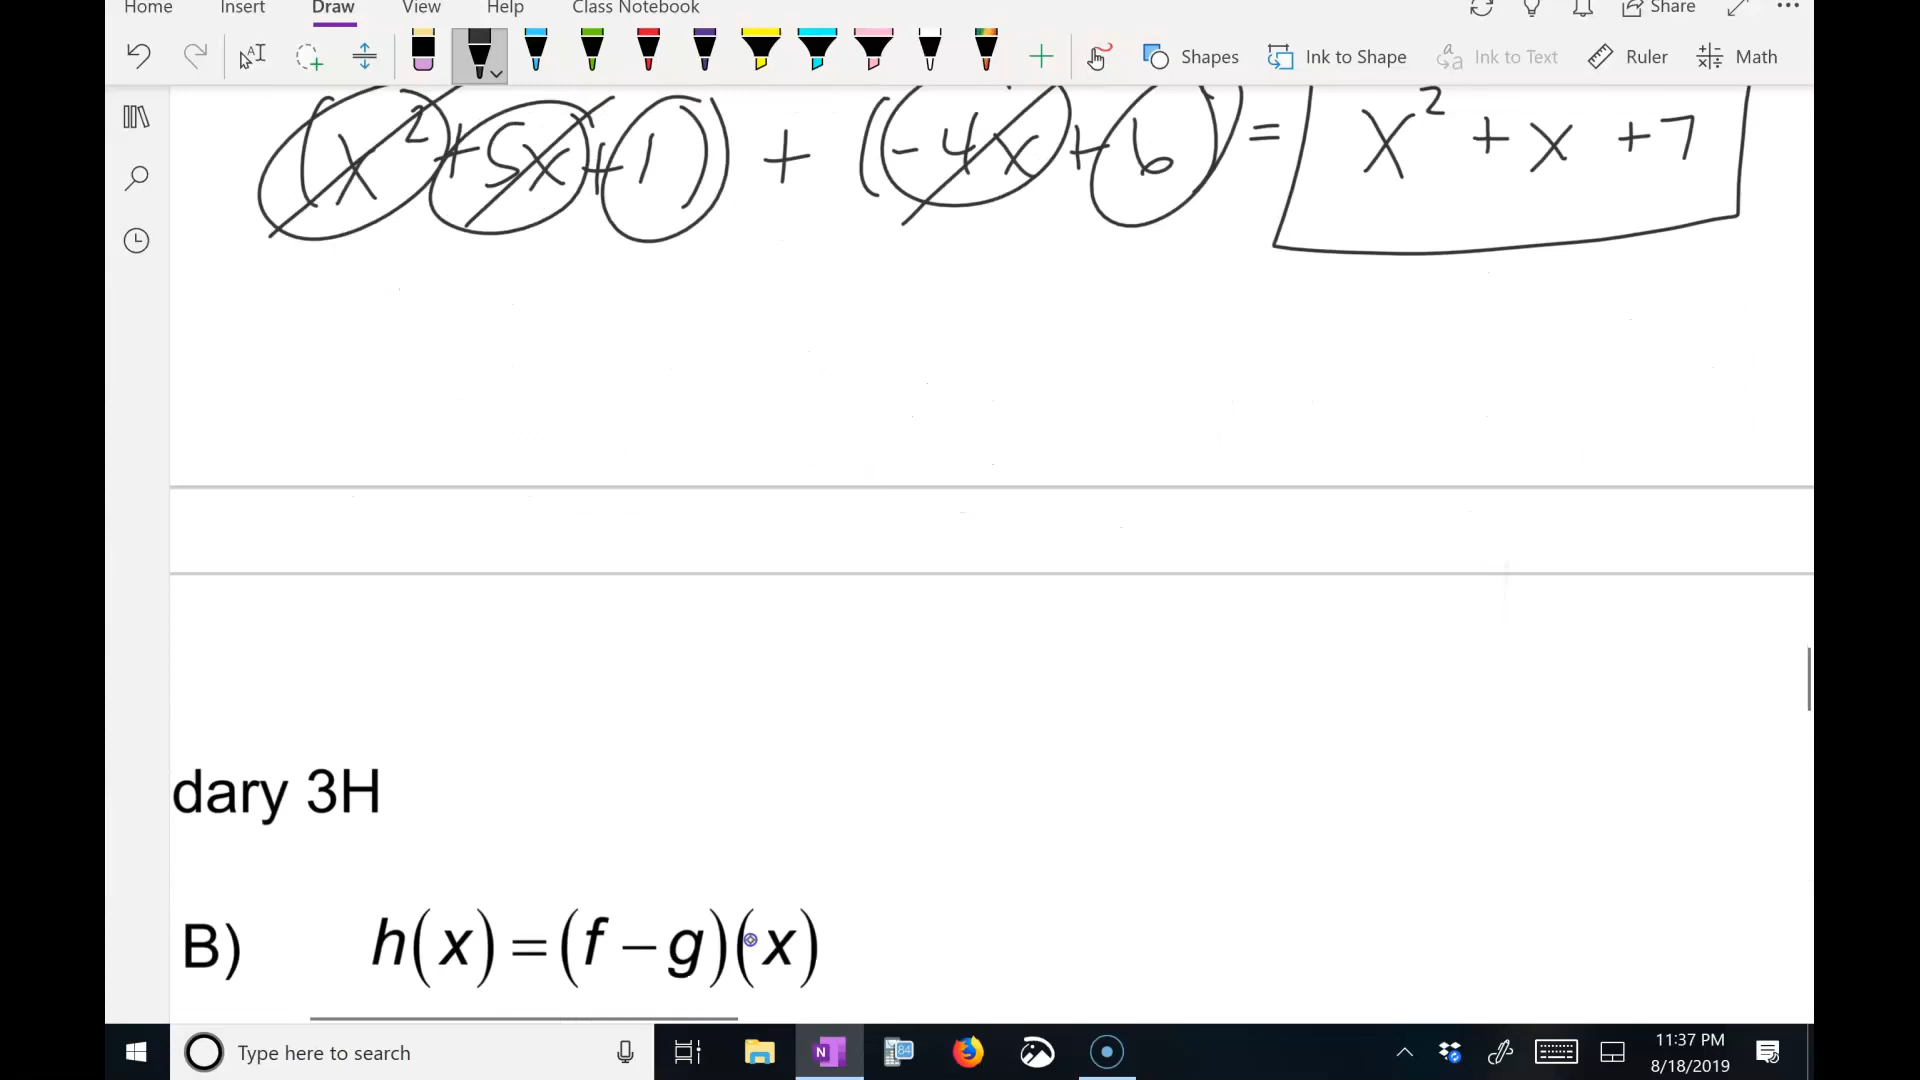 Home Insert Draw View Help Class Notebook Share
Shapes Ink to Shape Ink to Text Ruler Math
(x² + 5x + 1) + (-4x + 6) = x² + x + 7
dary 3H
B) h(x) = (f - g)(x)
Type here to search
84
N
11:37 PM
8/18/2019